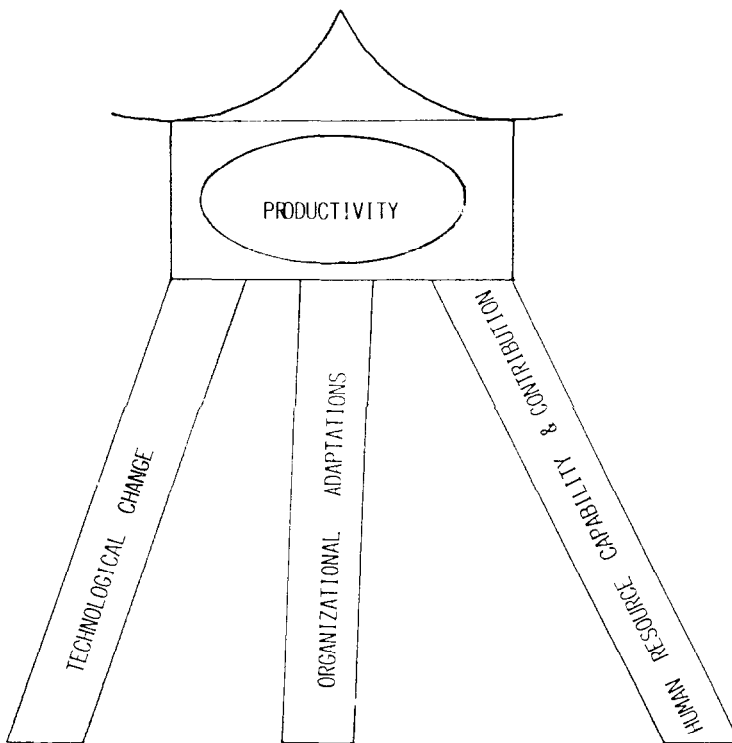 PRODUCTIVITY
TECHNOLOGICAL CHANGE
ORGANIZATIONAL ADAPTATIONS
HUMAN RESOURCE CAPABILITY & CONTRIBUTION